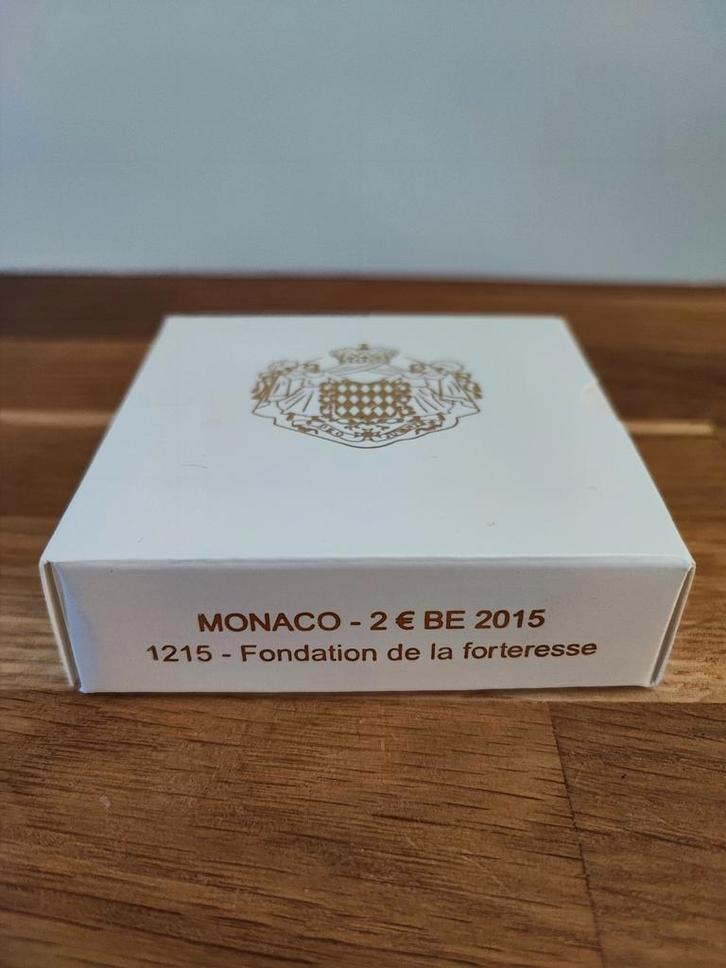 MONACO - 2 € BE 2015
1215 - Fondation de la forteresse